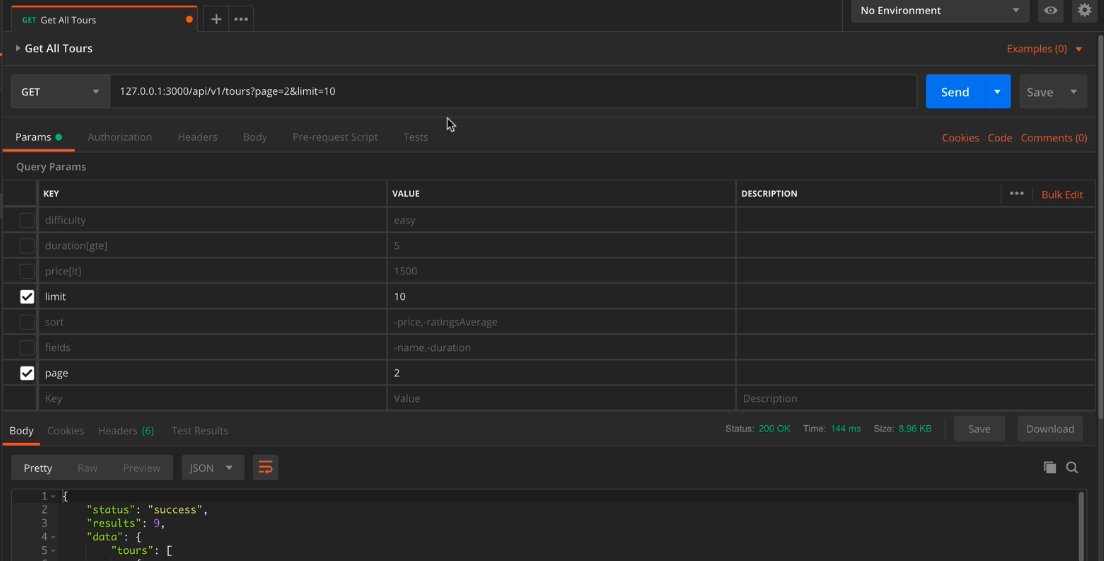 GET Get All Tours
No Environment
Get All Tours
Examples (0)
GET
127.0.0.1:3000/api/v1/tours?page=2&limit=10
Send
Save
Params
Authorization
Headers
Body
Pre-request Script
Tests
Cookies
Code
Comments (0)
Query Params
KEY VALUE DESCRIPTION
Bulk Edit
difficulty easy
duration[gte] 5
price[lt] 1500
limit 10
sort -price,-ratingsAverage
fields -name,-duration
page 2
Key Value Description
Body Cookies Headers (6) Test Results
Status: 200 OK Time: 144 ms Size: 8.96 KB
Save Download
Pretty Raw Preview JSON
1 {
2 "status": "success",
3 "results": 9,
4 "data": {
5 "tours": [